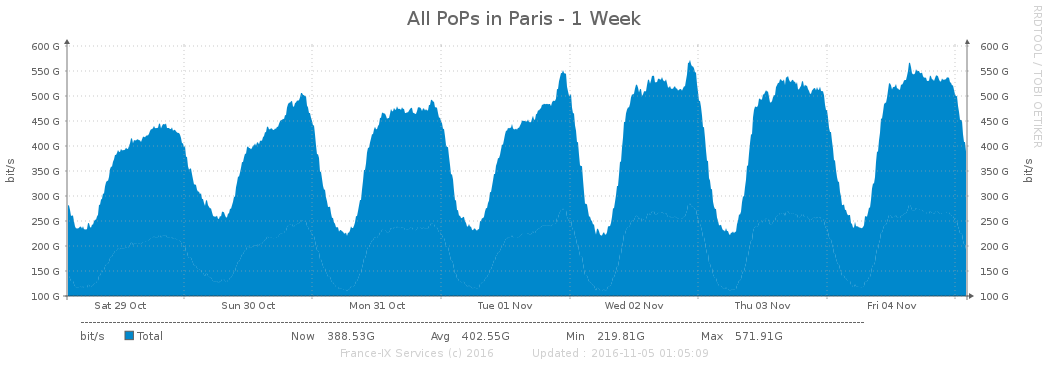 All PoPs in Paris - 1 Week
RRDTOOL / TOBI OETIKER
600 G 600 G
550 G 550 G
500 G 500 G
450 G 450 G
400 G 400 G
350 G 350 G
300 G 300 G
250 G 250 G
200 G 200 G
150 G 150 G
100 G 100 G
bit/s bit/s
Sat 29 Oct Sun 30 Oct Mon 31 Oct Tue 01 Nov Wed 02 Nov Thu 03 Nov Fri 04 Nov
bit/s Total Now 388.53G Avg 402.55G Min 219.81G Max 571.91G
France-IX Services (c) 2016 Updated : 2016-11-05 01:05:09